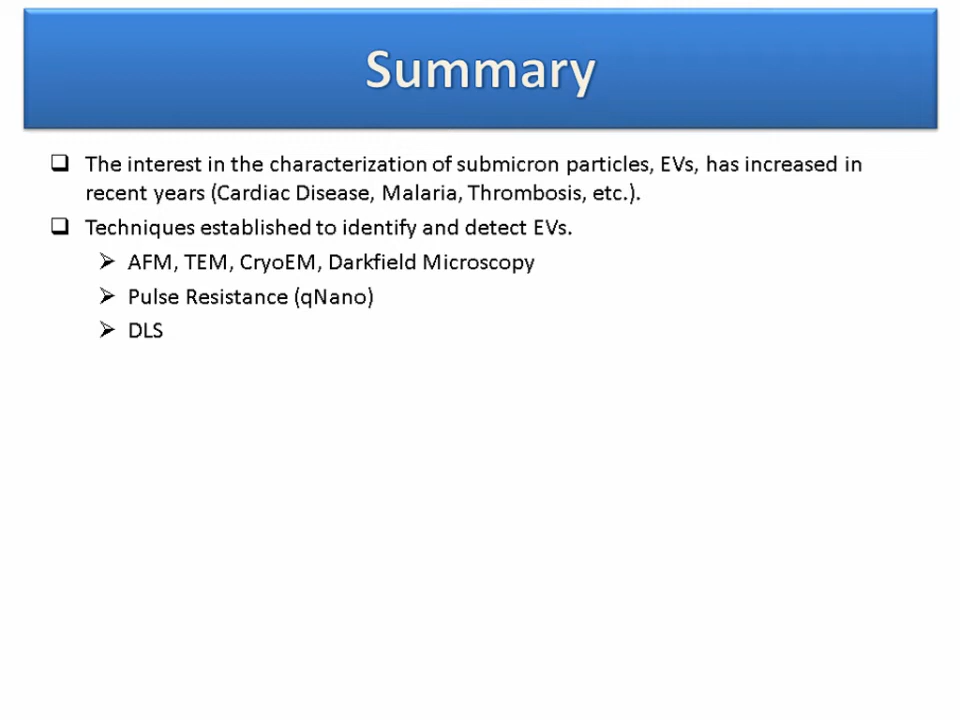 Summary
The interest in the characterization of submicron particles, EVs, has increased in
recent years (Cardiac Disease, Malaria, Thrombosis, etc.).
Techniques established to identify and detect EVs.
AFM, TEM, CryoEM, Darkfield Microscopy
Pulse Resistance (qNano)
DLS